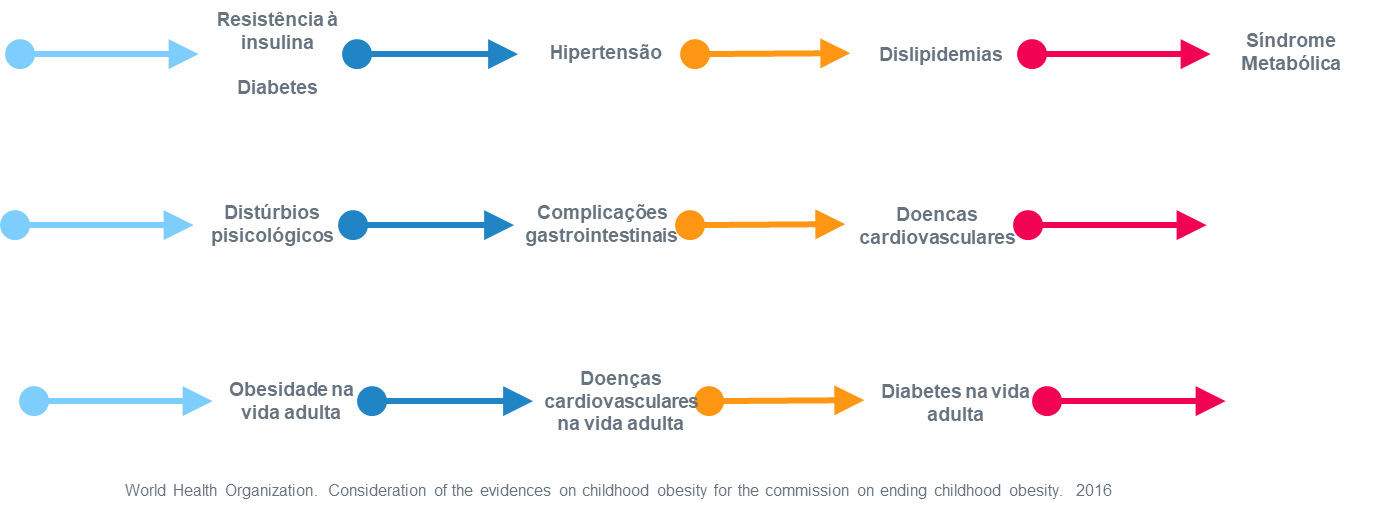 Resistência à
insulina
Diabetes
Hipertensão
Dislipidemias
Síndrome
Metabólica
Distúrbios
pisicológicos
Complicações
gastrointestinais
Doencas
cardiovasculares
Obesidade na
vida adulta
Doenças
cardiovasculares
na vida adulta
Diabetes na vida
adulta
World Health Organization. Consideration of the evidences on childhood obesity for the commission on ending childhood obesity. 2016